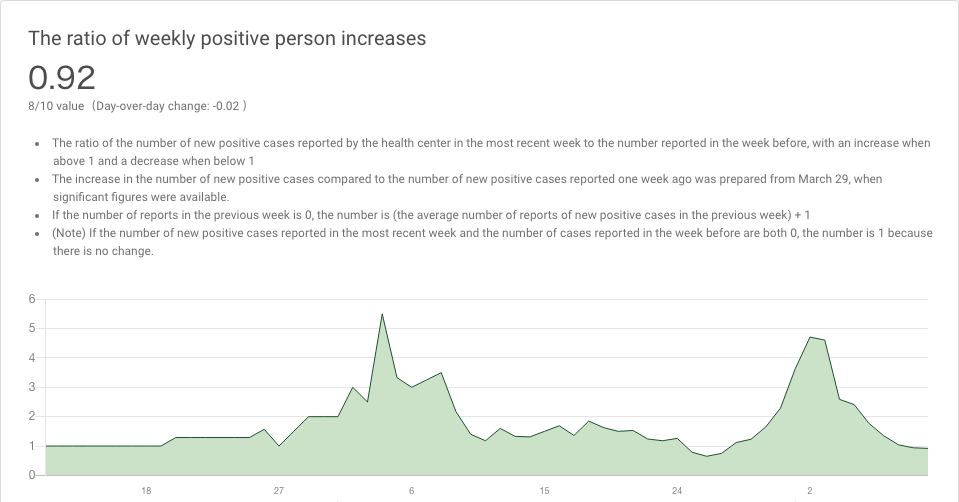 The ratio of weekly positive person increases
0.92
8/10 value （Day-over-day change: -0.02 ）
• The ratio of the number of new positive cases reported by the health center in the most recent week to the number reported in the week before, with an increase when
above 1 and a decrease when below 1
• The increase in the number of new positive cases compared to the number of new positive cases reported one week ago was prepared from March 29, when
significant figures were available.
• If the number of reports in the previous week is 0, the number is (the average number of reports of new positive cases in the previous week) + 1
• (Note) If the number of new positive cases reported in the most recent week and the number of cases reported in the week before are both 0, the number is 1 because
there is no change.
6
5
4
3
2
1
0
18 27 6 15 24 2